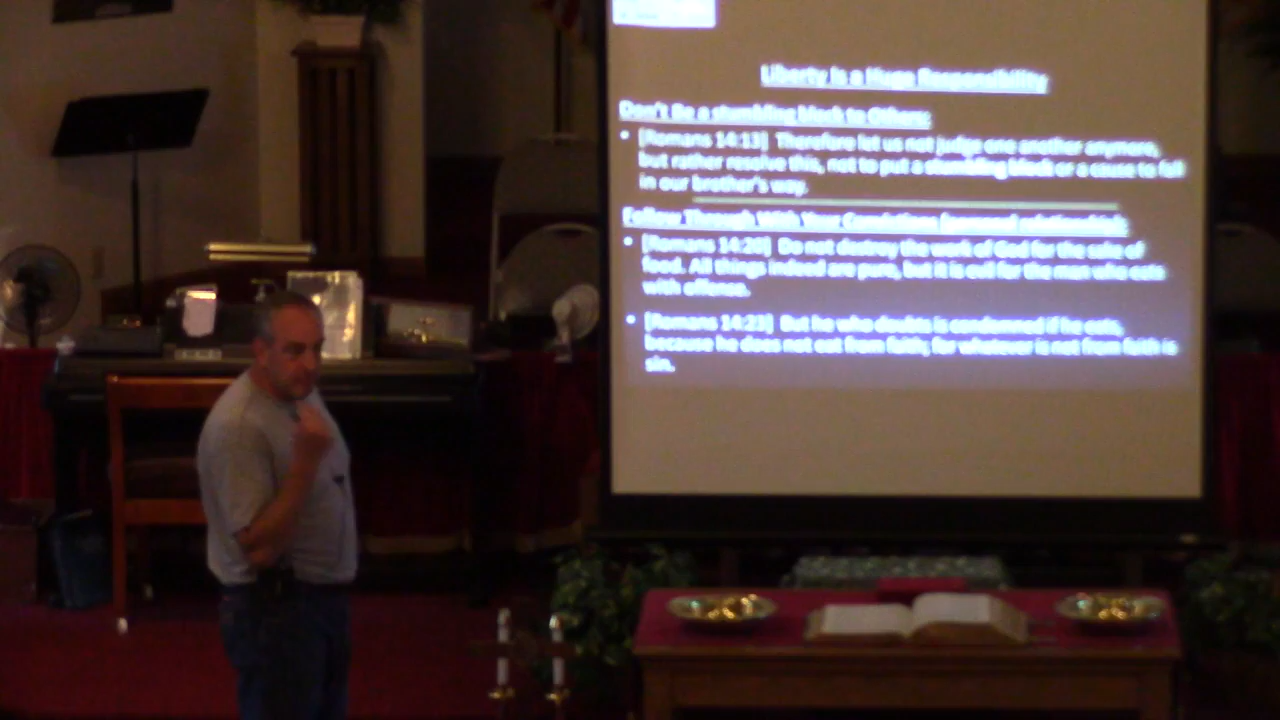 Liberty Is a Huge Responsibility
Don't Be a stumbling block to Others:
• [Romans 14:13] Therefore let us not judge one another anymore,
but rather resolve this, not to put a stumbling block or a cause to fall
in our brother's way.
Follow Through With Your Convictions (personal relationship):
• [Romans 14:20] Do not destroy the work of God for the sake of
food. All things indeed are pure, but it is evil for the man who eats
with offense.
• [Romans 14:23] But he who doubts is condemned if he eats,
because he does not eat from faith; for whatever is not from faith is
sin.